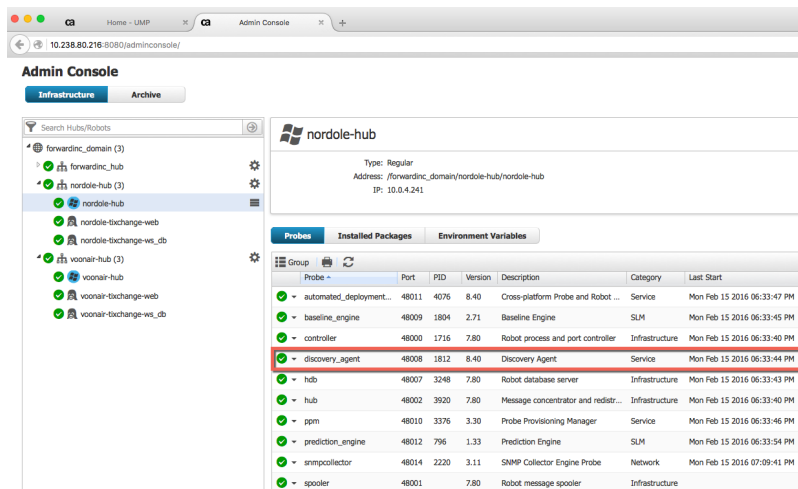 ca Home - UMP × ca Admin Console × +
10.238.80.216:8080/adminconsole/
Admin Console
Infrastructure Archive
Search Hubs/Robots
forwardinc_domain (3)
forwardinc_hub
nordole-hub (3)
nordole-hub
nordole-tixchange-web
nordole-tixchange-ws_db
voonair-hub (3)
voonair-hub
voonair-tixchange-web
voonair-tixchange-ws_db
nordole-hub
Type: Regular
Address: /forwardinc_domain/nordole-hub/nordole-hub
IP: 10.0.4.241
Probes Installed Packages Environment Variables
Group
Probe Port PID Version Description Category Last Start
automated_deployment... 48011 4076 8.40 Cross-platform Probe and Robot ... Service Mon Feb 15 2016 06:33:47 PM
baseline_engine 48009 1804 2.71 Baseline Engine SLM Mon Feb 15 2016 06:33:45 PM
controller 48000 1716 7.80 Robot process and port controller Infrastructure Mon Feb 15 2016 06:33:40 PM
discovery_agent 48008 1812 8.40 Discovery Agent Service Mon Feb 15 2016 06:33:44 PM
hdb 48007 3248 7.80 Robot database server Infrastructure Mon Feb 15 2016 06:33:43 PM
hub 48002 3920 7.80 Message concentrator and redistr... Infrastructure Mon Feb 15 2016 06:33:40 PM
ppm 48010 3376 3.30 Probe Provisioning Manager Service Mon Feb 15 2016 06:33:46 PM
prediction_engine 48012 796 1.33 Prediction Engine SLM Mon Feb 15 2016 06:33:54 PM
snmpcollector 48014 2220 3.11 SNMP Collector Engine Probe Network Mon Feb 15 2016 07:09:41 PM
spooler 48001 7.80 Robot message spooler Infrastructure